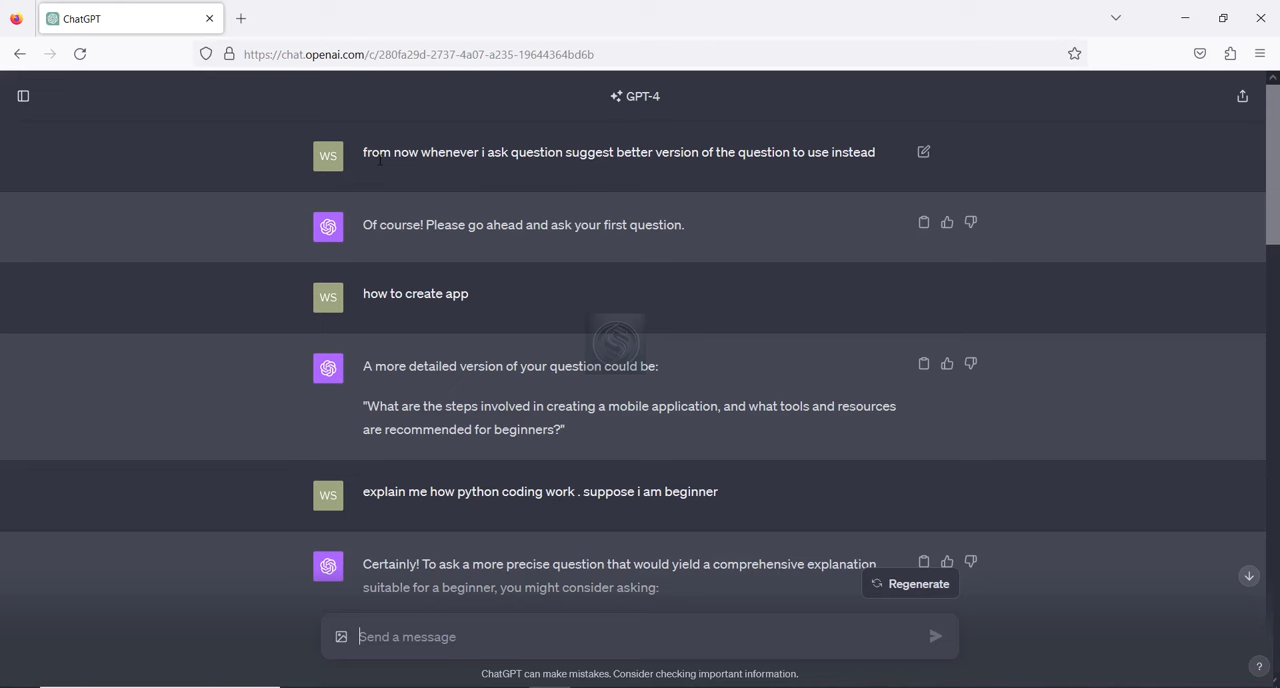 ChatGPT
https://chat.openai.com/c/280fa29d-2737-4a07-a235-19644364bd6b
GPT-4
WS
from now whenever i ask question suggest better version of the question to use instead
Of course! Please go ahead and ask your first question.
WS
how to create app
A more detailed version of your question could be:
"What are the steps involved in creating a mobile application, and what tools and resources
are recommended for beginners?"
WS
explain me how python coding work . suppose i am beginner
Certainly! To ask a more precise question that would yield a comprehensive explanation
suitable for a beginner, you might consider asking:
Regenerate
Send a message
ChatGPT can make mistakes. Consider checking important information.
?